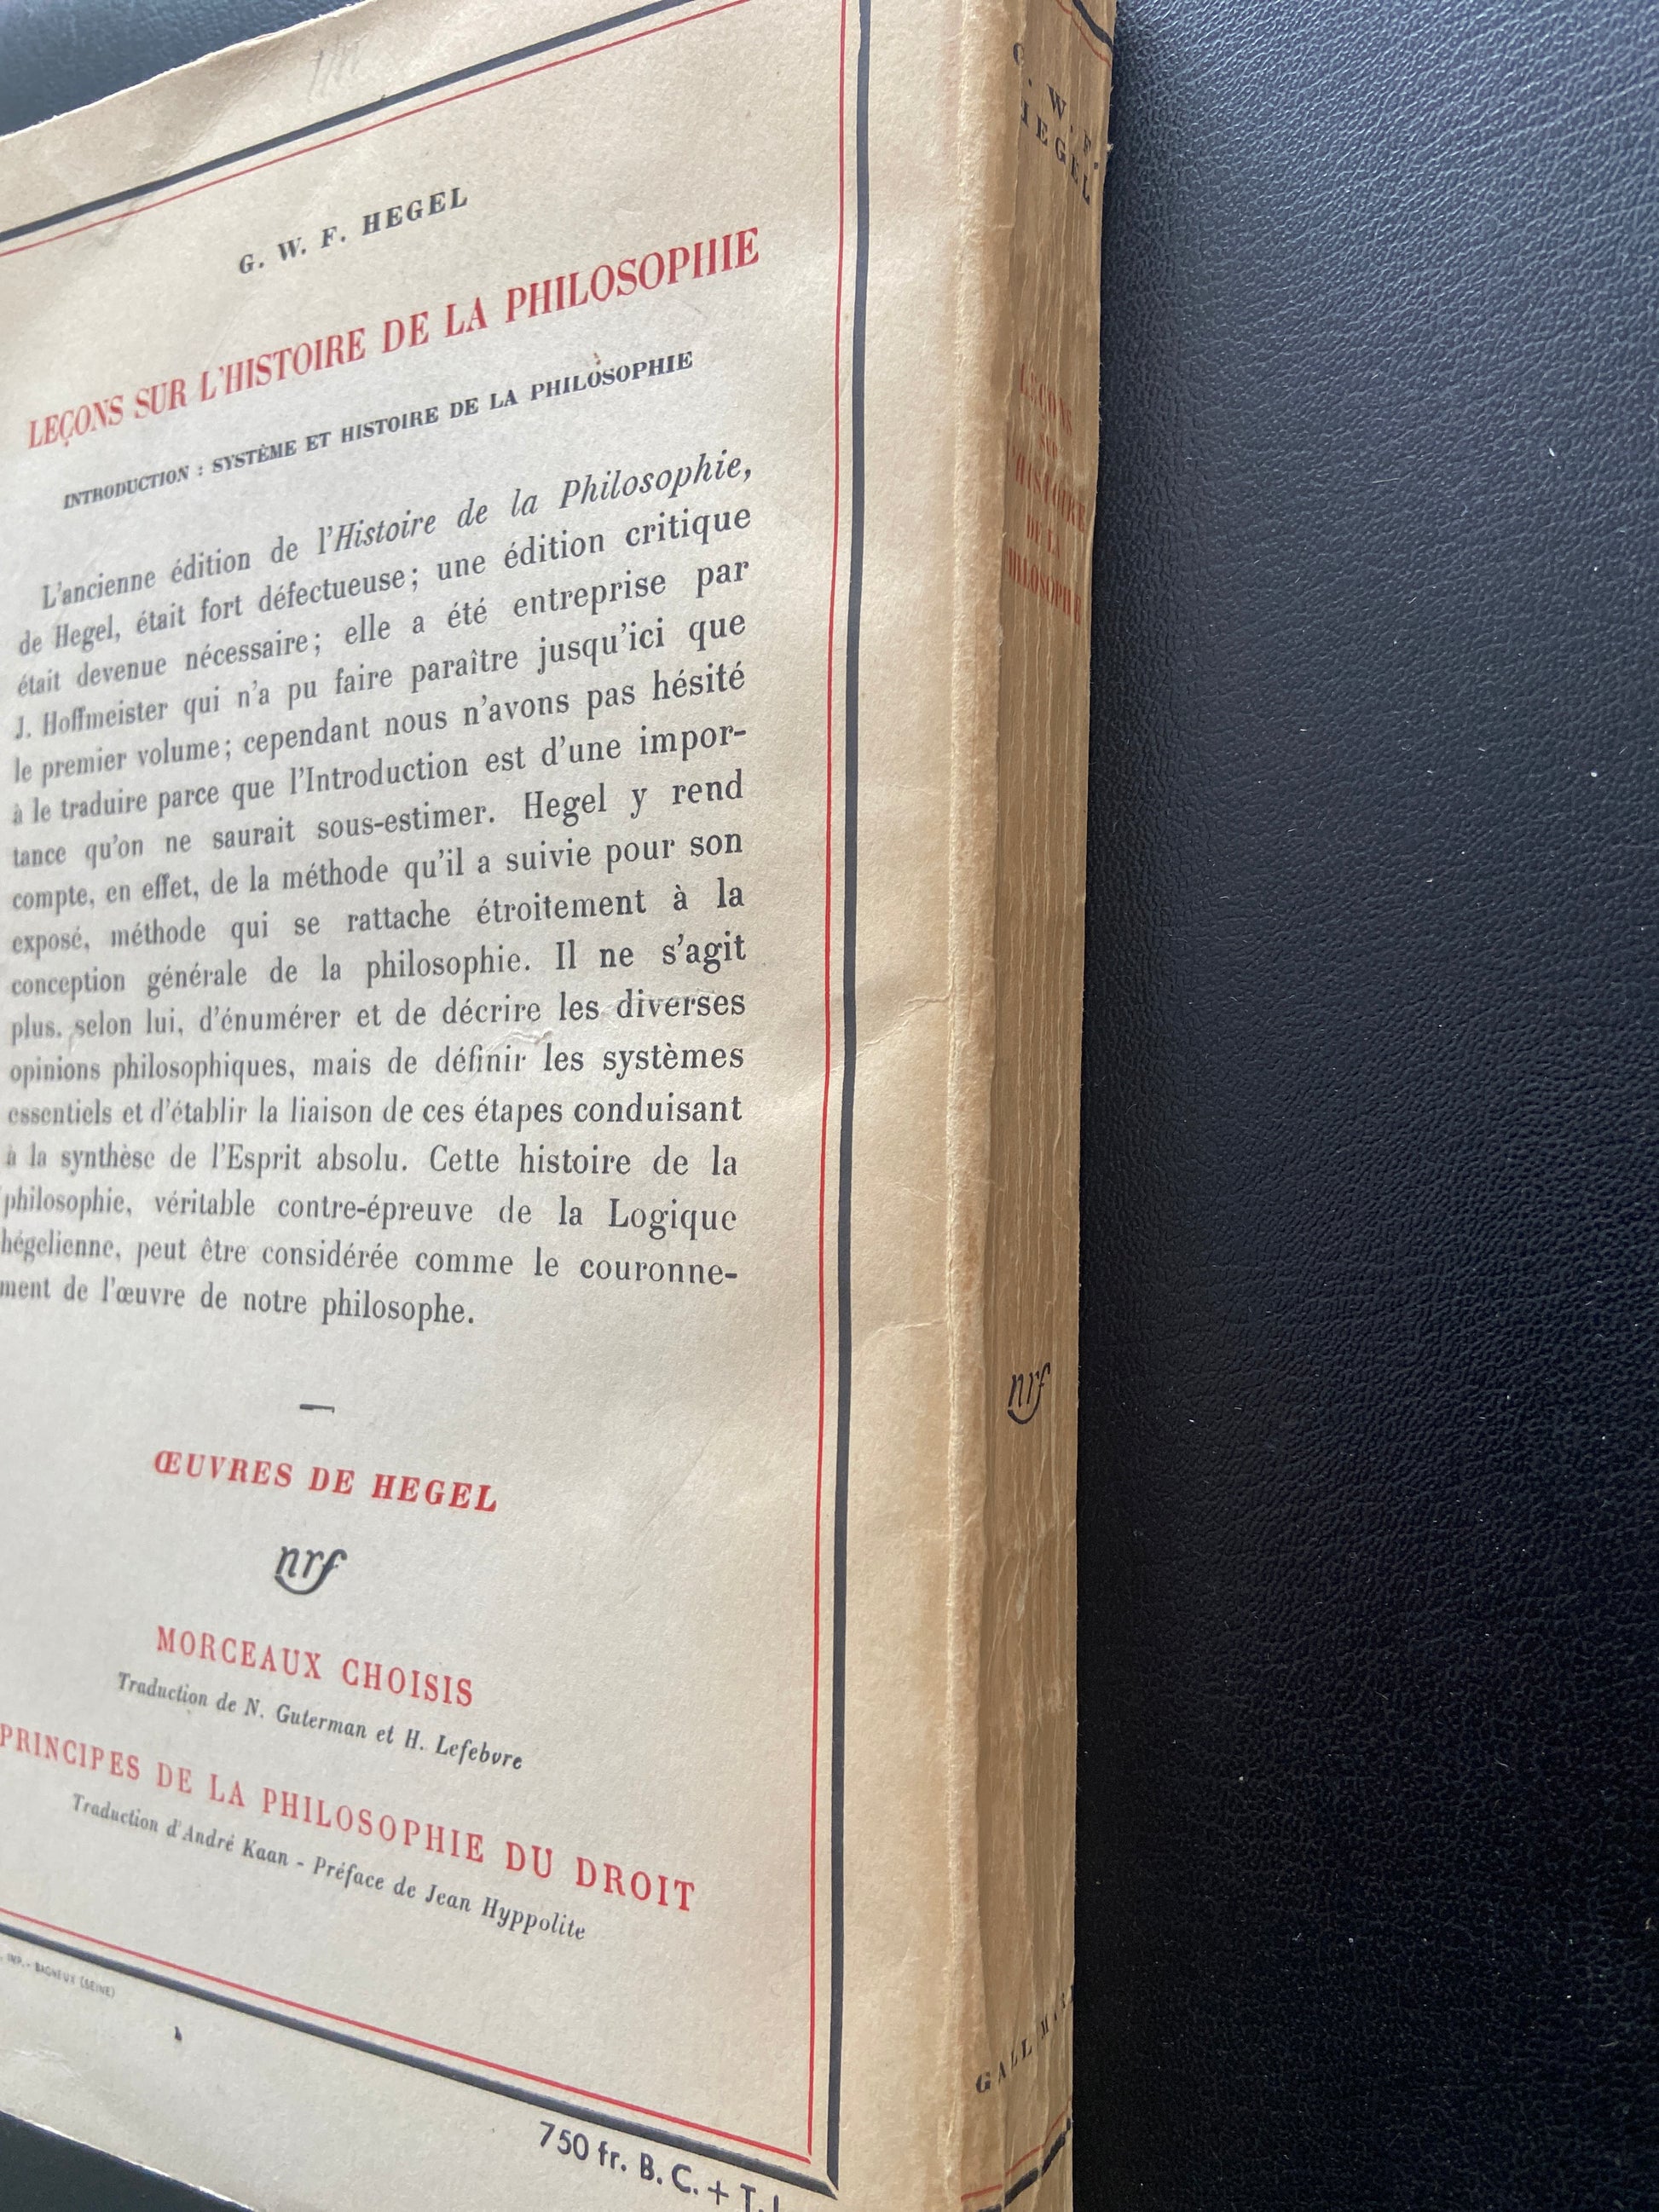 G. W. F. HEGEL
LEÇONS SUR L'HISTOIRE DE LA PHILOSOPHIE
INTRODUCTION : SYSTÈME ET HISTOIRE DE LA PHILOSOPHIE
L'ancienne édition de l'Histoire de la Philosophie,
de Hegel, était fort défectueuse; une édition critique
était devenue nécessaire; elle a été entreprise par
J. Hoffmeister qui n'a pu faire paraître jusqu'ici que
le premier volume; cependant nous n'avons pas hésité
à le traduire parce que l'Introduction est d'une impor-
tance qu'on ne saurait sous-estimer. Hegel y rend
compte, en effet, de la méthode qu'il a suivie pour son
exposé, méthode qui se rattache étroitement à la
conception générale de la philosophie. Il ne s'agit
plus, selon lui, d'énumérer et de décrire les diverses
opinions philosophiques, mais de définir les systèmes
essentiels et d'établir la liaison de ces étapes conduisant
à la synthèse de l'Esprit absolu. Cette histoire de la
philosophie, véritable contre-épreuve de la Logique
hégelienne, peut être considérée comme le couronne-
ment de l'œuvre de notre philosophe.
ŒUVRES DE HEGEL
nrf
MORCEAUX CHOISIS
Traduction de N. Guterman et H. Lefebvre
PRINCIPES DE LA PHILOSOPHIE DU DROIT
Traduction d'André Kaan - Préface de Jean Hyppolite
IMP. - BAGNEUX (SEINE)
750 fr. B. C. +
W. F.
LEÇONS
SUR
DE LA
nrf